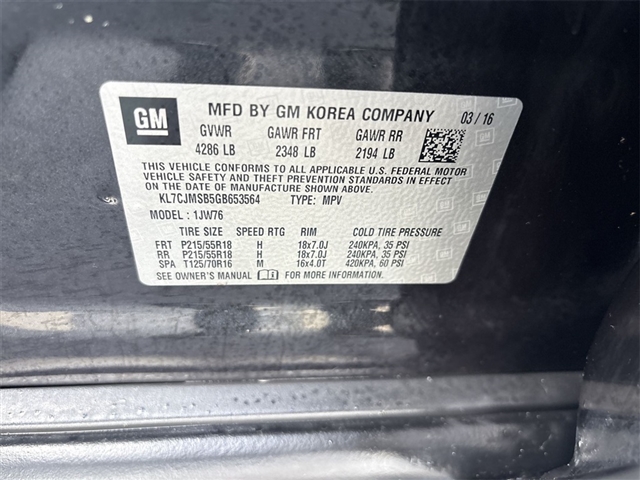 GM
MFD BY GM KOREA COMPANY 03 / 16
GVWR GAWR FRT GAWR RR
4286 LB 2348 LB 2194 LB
THIS VEHICLE CONFORMS TO ALL APPLICABLE U.S. FEDERAL MOTOR
VEHICLE SAFETY, BUMPER, AND THEFT PREVENTION STANDARDS IN
EFFECT ON THE DATE OF MANUFACTURE SHOWN ABOVE.
KL7CJMSB5GB653564 TYPE: MPV
MODEL : 1JW76
TIRE SIZE SPEED RTG RIM COLD TIRE PRESSURE
FRT P215/55R18 H 18x7.0J 240KPA, 35 PSI
RR P215/55R18 H 18x7.0J 240KPA, 35 PSI
SPA T125/70R16 M 16x4.0T 420KPA, 60 PSI
SEE OWNER'S MANUAL FOR MORE INFORMATION